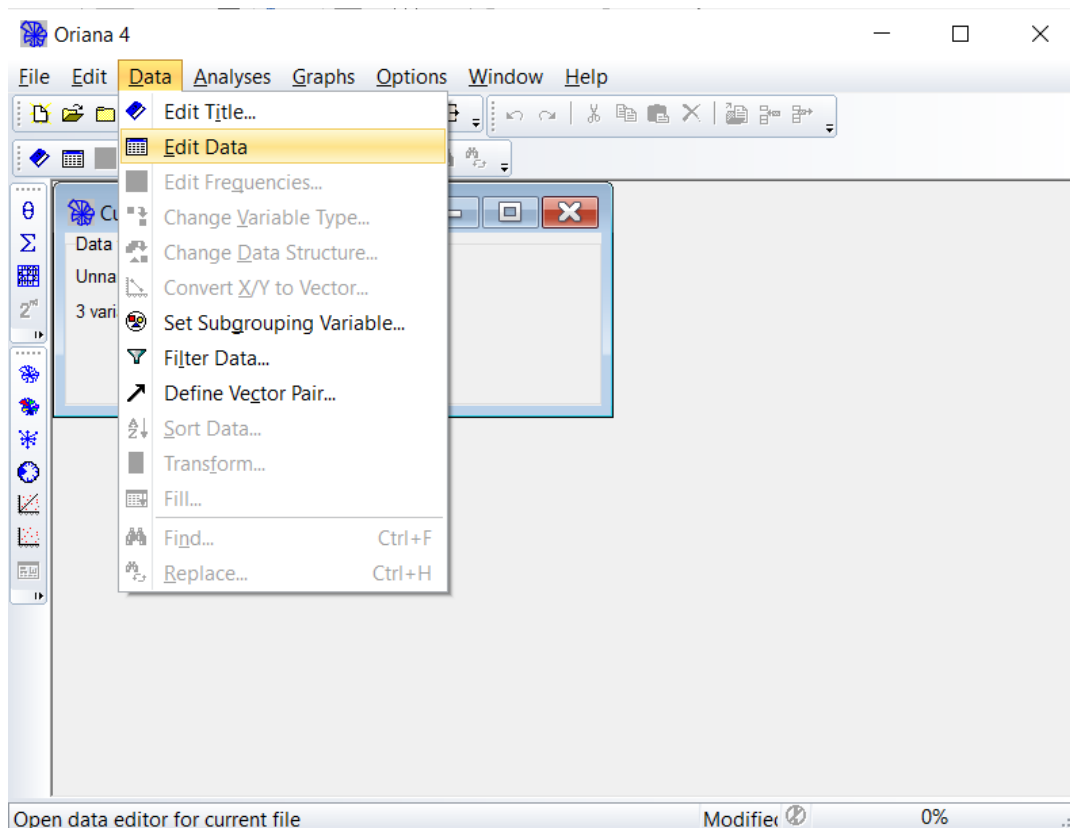 Oriana 4
File Edit Data Analyses Graphs Options Window Help
Edit Title...
Edit Data
Edit Frequencies...
Change Variable Type...
Change Data Structure...
Convert X/Y to Vector...
Set Subgrouping Variable...
Filter Data...
Define Vector Pair...
Sort Data...
Transform...
Fill...
Find... Ctrl+F
Replace... Ctrl+H
θ
Σ
2nd
Data
Unna
3 vari
Open data editor for current file
Modified 0%